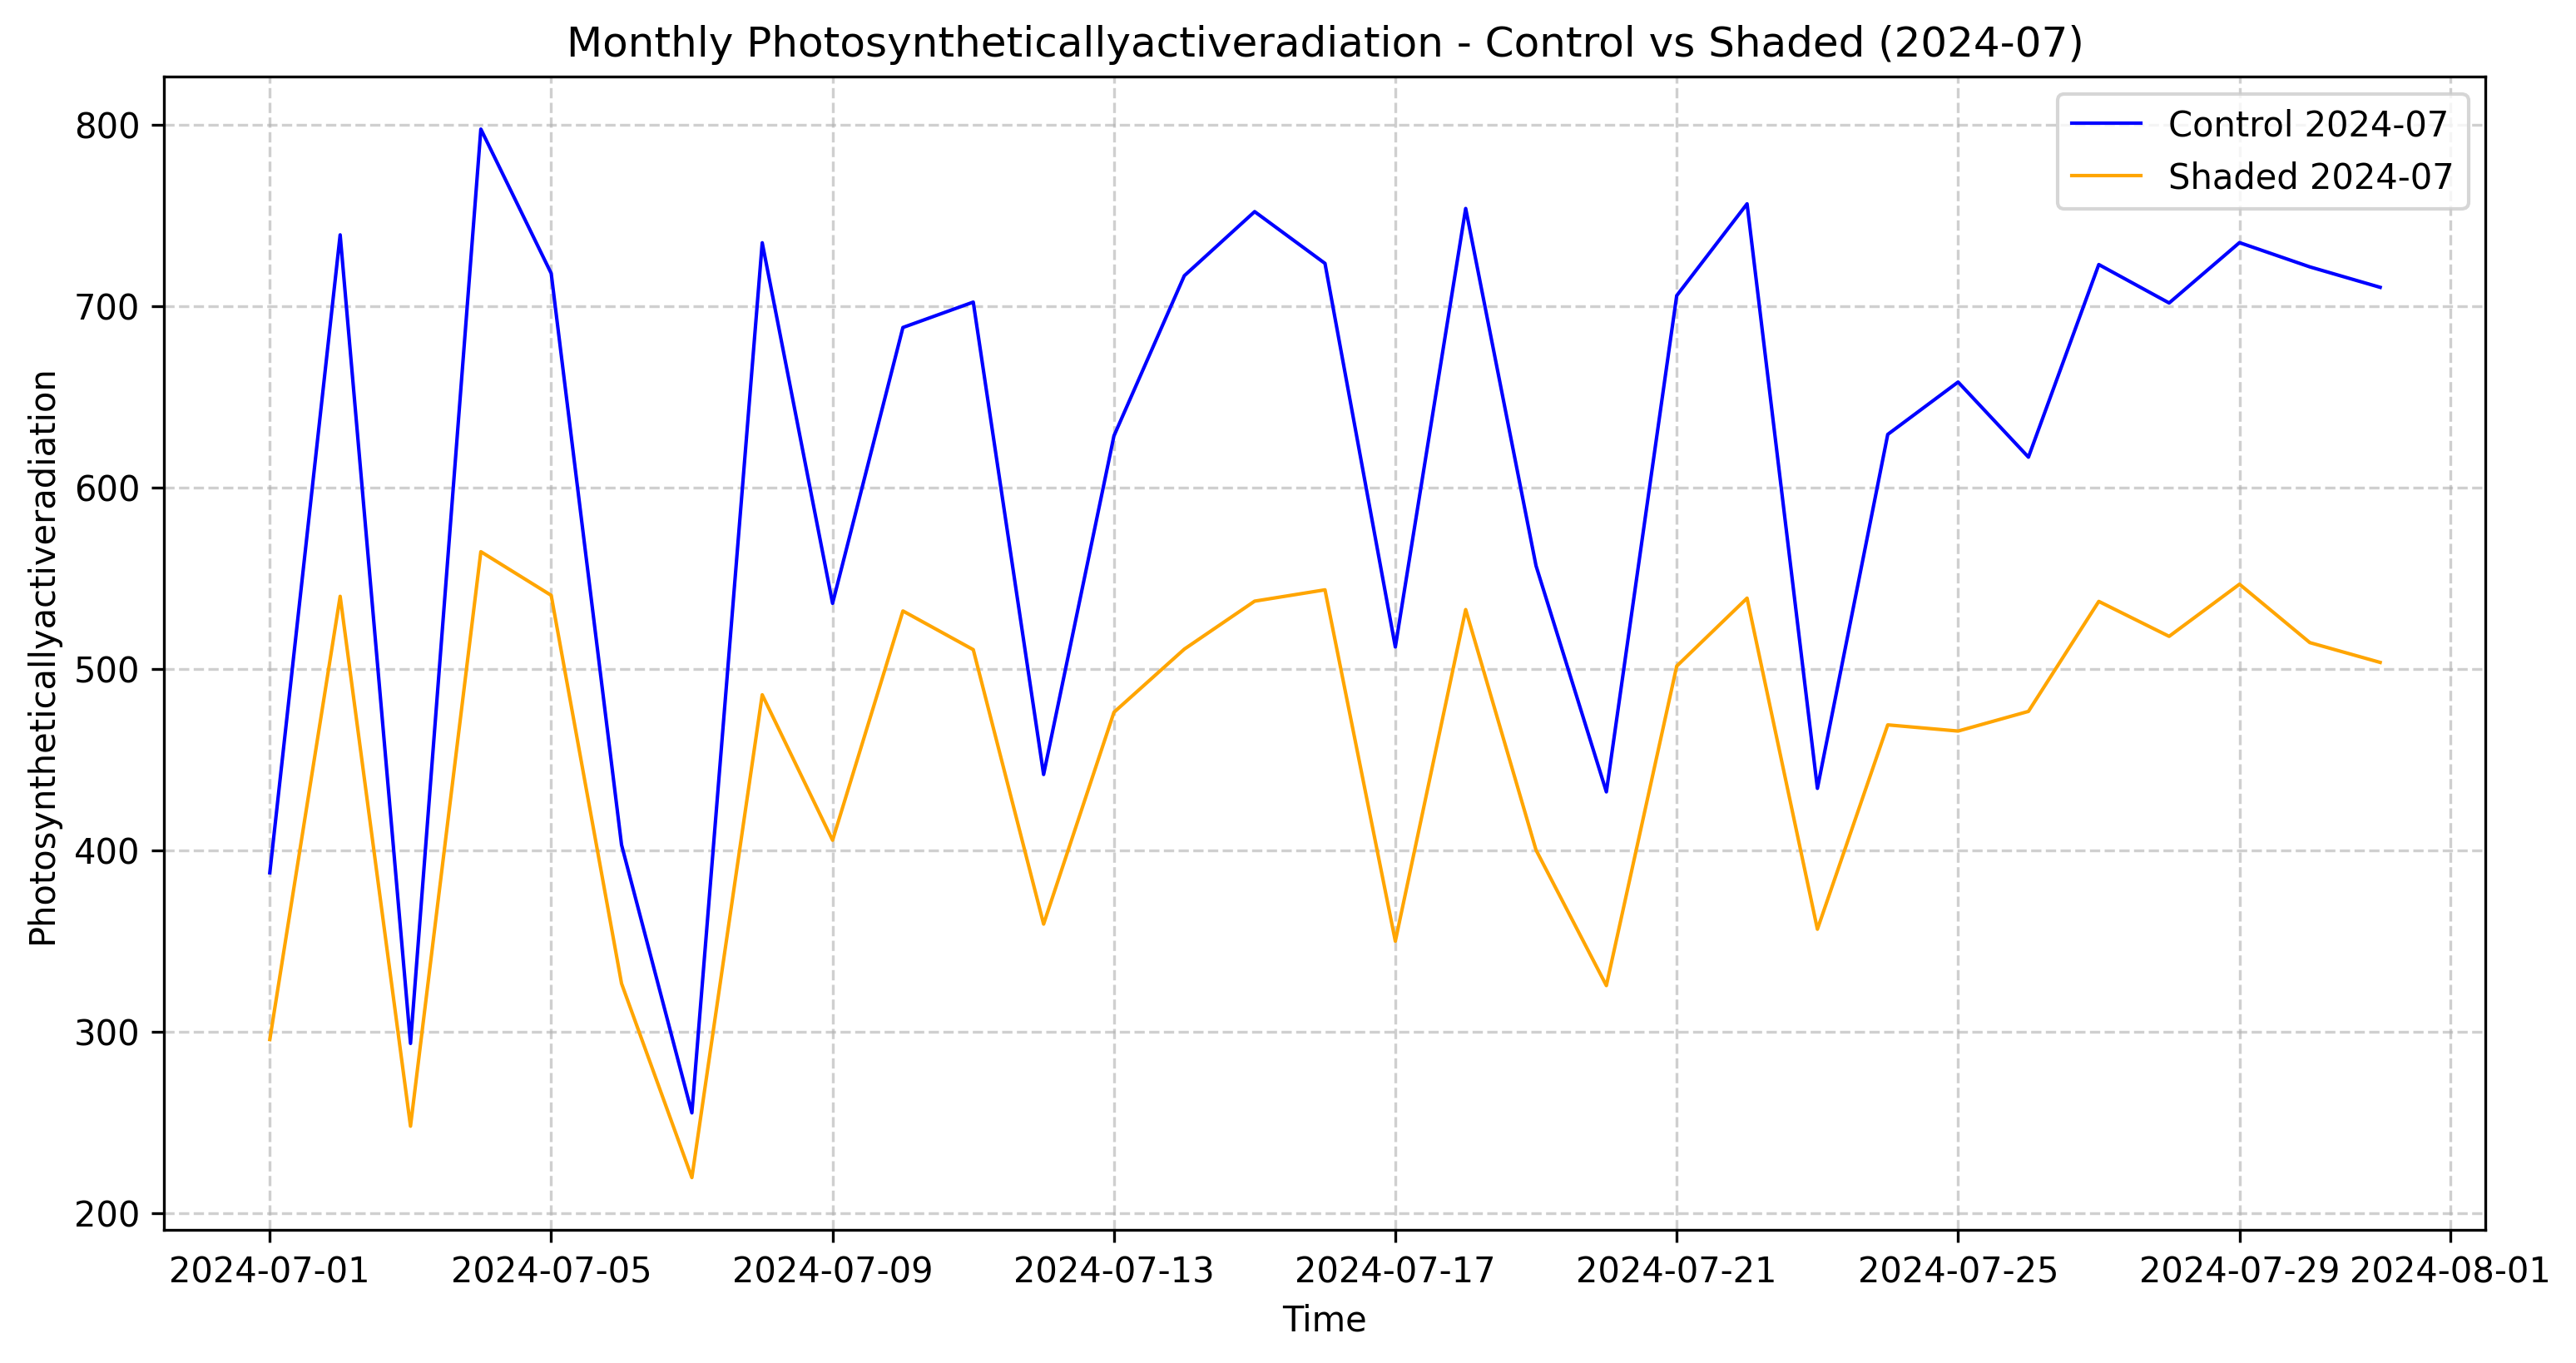 Monthly Photosyntheticallyactiveradiation - Control vs Shaded (2024-07)
Control 2024-07
Shaded 2024-07
Photosyntheticallyactiveradiation
800
700
600
500
400
300
200
2024-07-01 2024-07-05 2024-07-09 2024-07-13 2024-07-17 2024-07-21 2024-07-25 2024-07-29 2024-08-01
Time